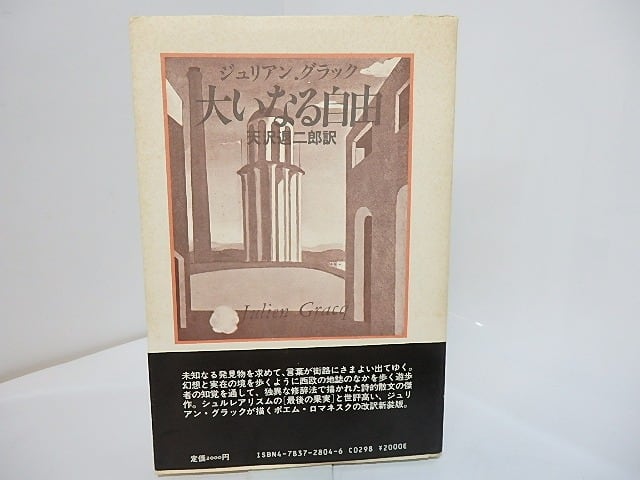 ジュリアン・グラック
大いなる自由
天沢退二郎訳
Julien Gracq
未知なる発見物を求めて、言葉が街路にさまよい出てゆく。
幻想と実在の境を歩くように西欧の地誌のなかを歩く遊歩
者の知覚を通して、独異な修辞法で描かれた詩的散文の傑
作。シュルレアリスムの[最後の果実]と世評高い、ジュリ
アン・グラックが描くポエム・ロマネスクの改訳新装版。
定価2000円
ISBN4-7837-2804-6 C0298 ¥2000E